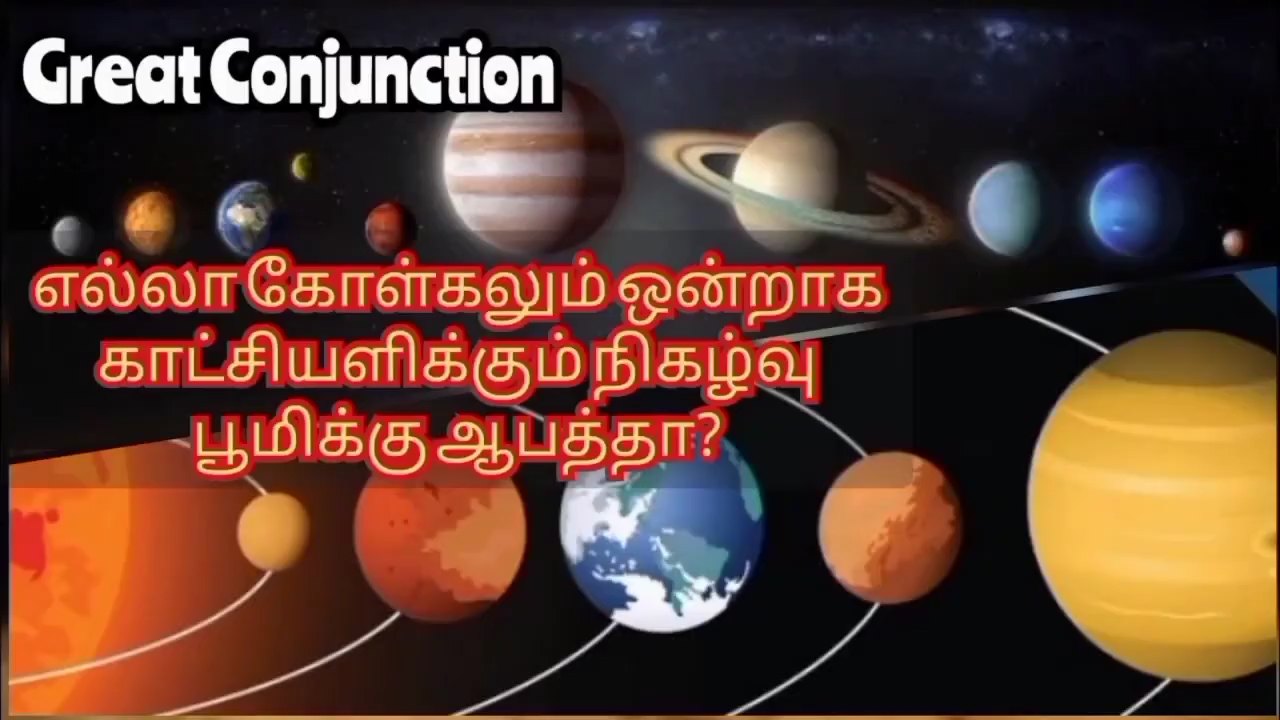 Great Conjunction
எல்லா கோள்கலும் ஒன்றாக
காட்சியளிக்கும் நிகழ்வு
பூமிக்கு ஆபத்தா?